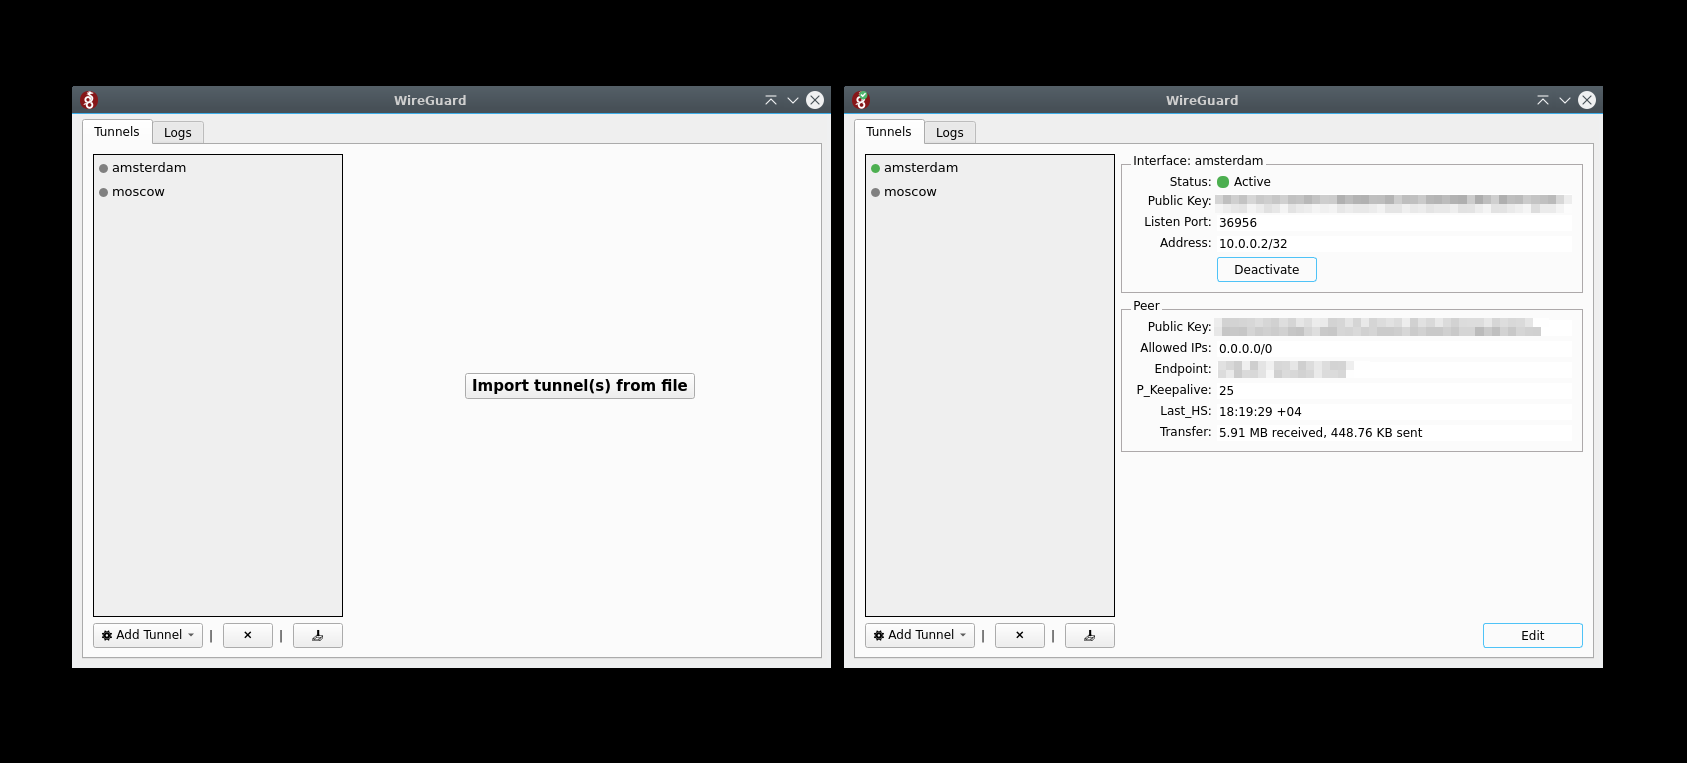 WireGuard
Tunnels Logs
amsterdam
moscow
Import tunnel(s) from file
Add Tunnel | × |
WireGuard
Tunnels Logs
amsterdam
moscow
Interface: amsterdam
Status: Active
Public Key:
Listen Port: 36956
Address: 10.0.0.2/32
Deactivate
Peer
Public Key:
Allowed IPs: 0.0.0.0/0
Endpoint:
P_Keepalive: 25
Last_HS: 18:19:29 +04
Transfer: 5.91 MB received, 448.76 KB sent
Add Tunnel | × |
Edit